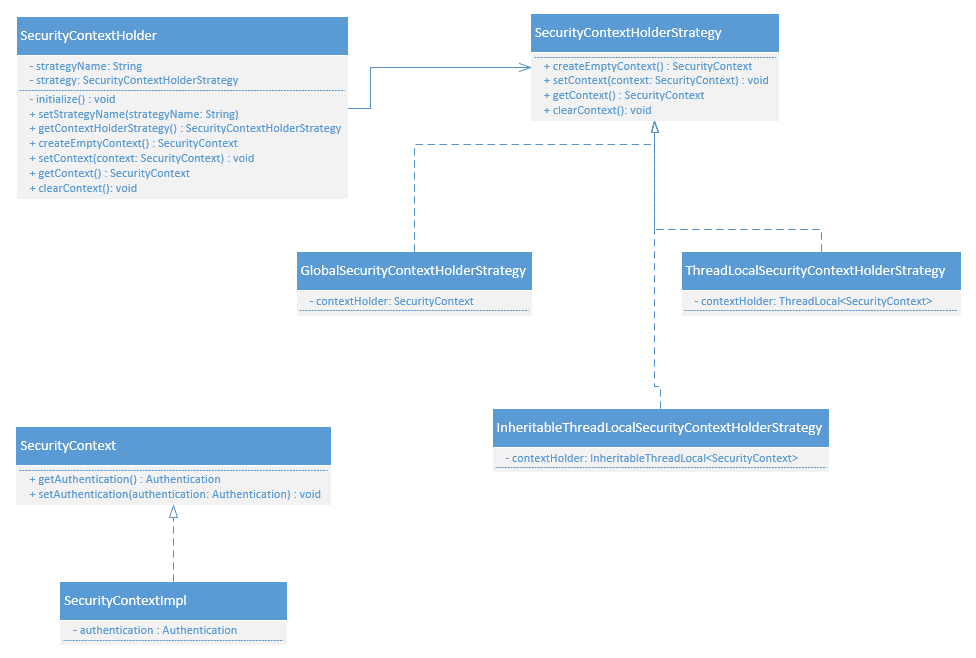 SecurityContextHolder
- strategyName: String
- strategy: SecurityContextHolderStrategy
- initialize() : void
+ setStrategyName(strategyName: String)
+ getContextHolderStrategy() : SecurityContextHolderStrategy
+ createEmptyContext() : SecurityContext
+ setContext(context: SecurityContext) : void
+ getContext() : SecurityContext
+ clearContext(): void
SecurityContextHolderStrategy
+ createEmptyContext() : SecurityContext
+ setContext(context: SecurityContext) : void
+ getContext() : SecurityContext
+ clearContext(): void
GlobalSecurityContextHolderStrategy
- contextHolder: SecurityContext
ThreadLocalSecurityContextHolderStrategy
- contextHolder: ThreadLocal<SecurityContext>
InheritableThreadLocalSecurityContextHolderStrategy
- contextHolder: InheritableThreadLocal<SecurityContext>
SecurityContext
+ getAuthentication() : Authentication
+ setAuthentication(authentication: Authentication) : void
SecurityContextImpl
- authentication : Authentication